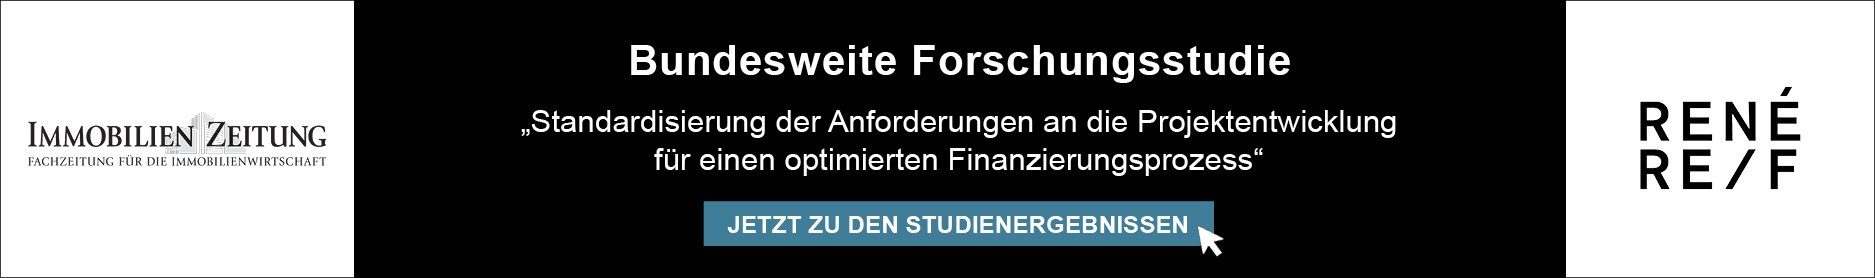 IMMOBILIEN ZEITUNG
FACHZEITUNG FÜR DIE IMMOBILIENWIRTSCHAFT
Bundesweite Forschungsstudie
„Standardisierung der Anforderungen an die Projektentwicklung
für einen optimierten Finanzierungsprozess“
JETZT ZU DEN STUDIENERGEBNISSEN
RENÉ
RE/F